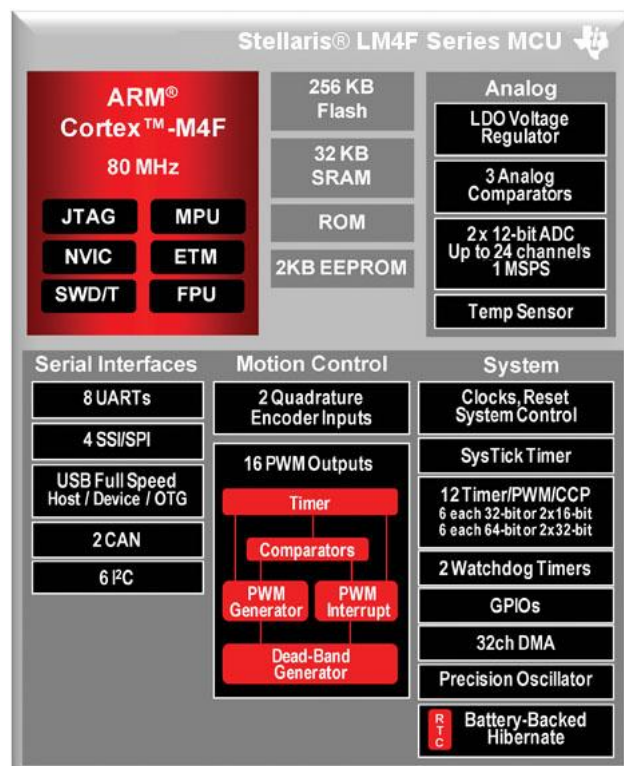 Stellaris® LM4F Series MCU
ARM®
Cortex™-M4F
80 MHz
JTAG
MPU
NVIC
ETM
SWD/T
FPU
256 KB
Flash
32 KB
SRAM
ROM
2KB EEPROM
Analog
LDO Voltage
Regulator
3 Analog
Comparators
2 x 12-bit ADC
Up to 24 channels
1 MSPS
Temp Sensor
Serial Interfaces
8 UARTs
4 SSI/SPI
USB Full Speed
Host / Device / OTG
2 CAN
6 I²C
Motion Control
2 Quadrature
Encoder Inputs
16 PWM Outputs
Timer
Comparators
PWM
Generator
PWM
Interrupt
Dead-Band
Generator
System
Clocks, Reset
System Control
SysTick Timer
12 Timer/PWM/CCP
6 each 32-bit or 2x16-bit
6 each 64-bit or 2x32-bit
2 Watchdog Timers
GPIOs
32ch DMA
Precision Oscillator
RTC
Battery-Backed
Hibernate